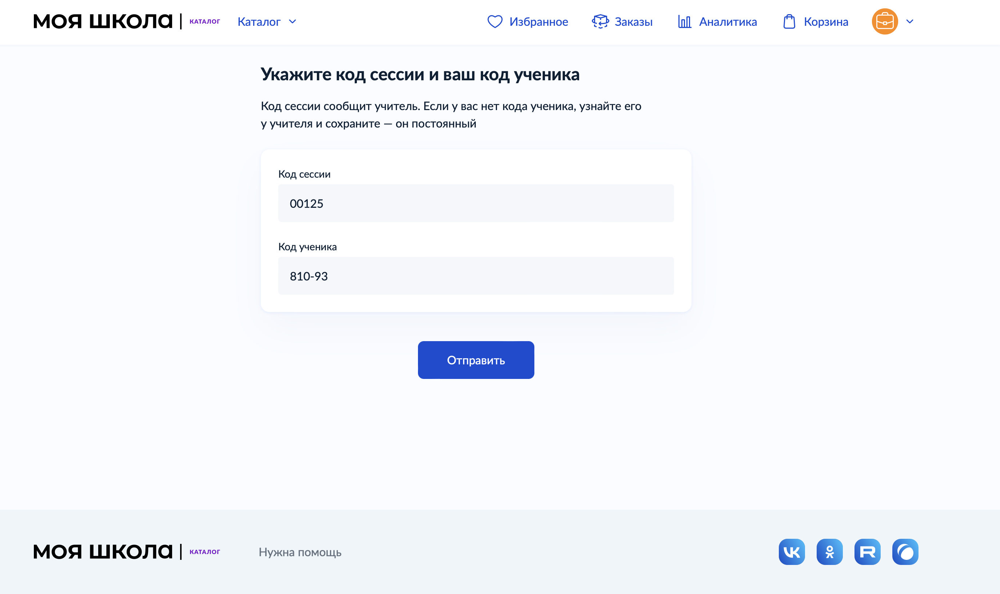 моя школа | КАТАЛОГ
Каталог
Избранное
Заказы
Аналитика
Корзина
Укажите код сессии и ваш код ученика
Код сессии сообщит учитель. Если у вас нет кода ученика, узнайте его
у учителя и сохраните — он постоянный
Код сессии
00125
Код ученика
810-93
Отправить
моя школа | КАТАЛОГ
Нужна помощь